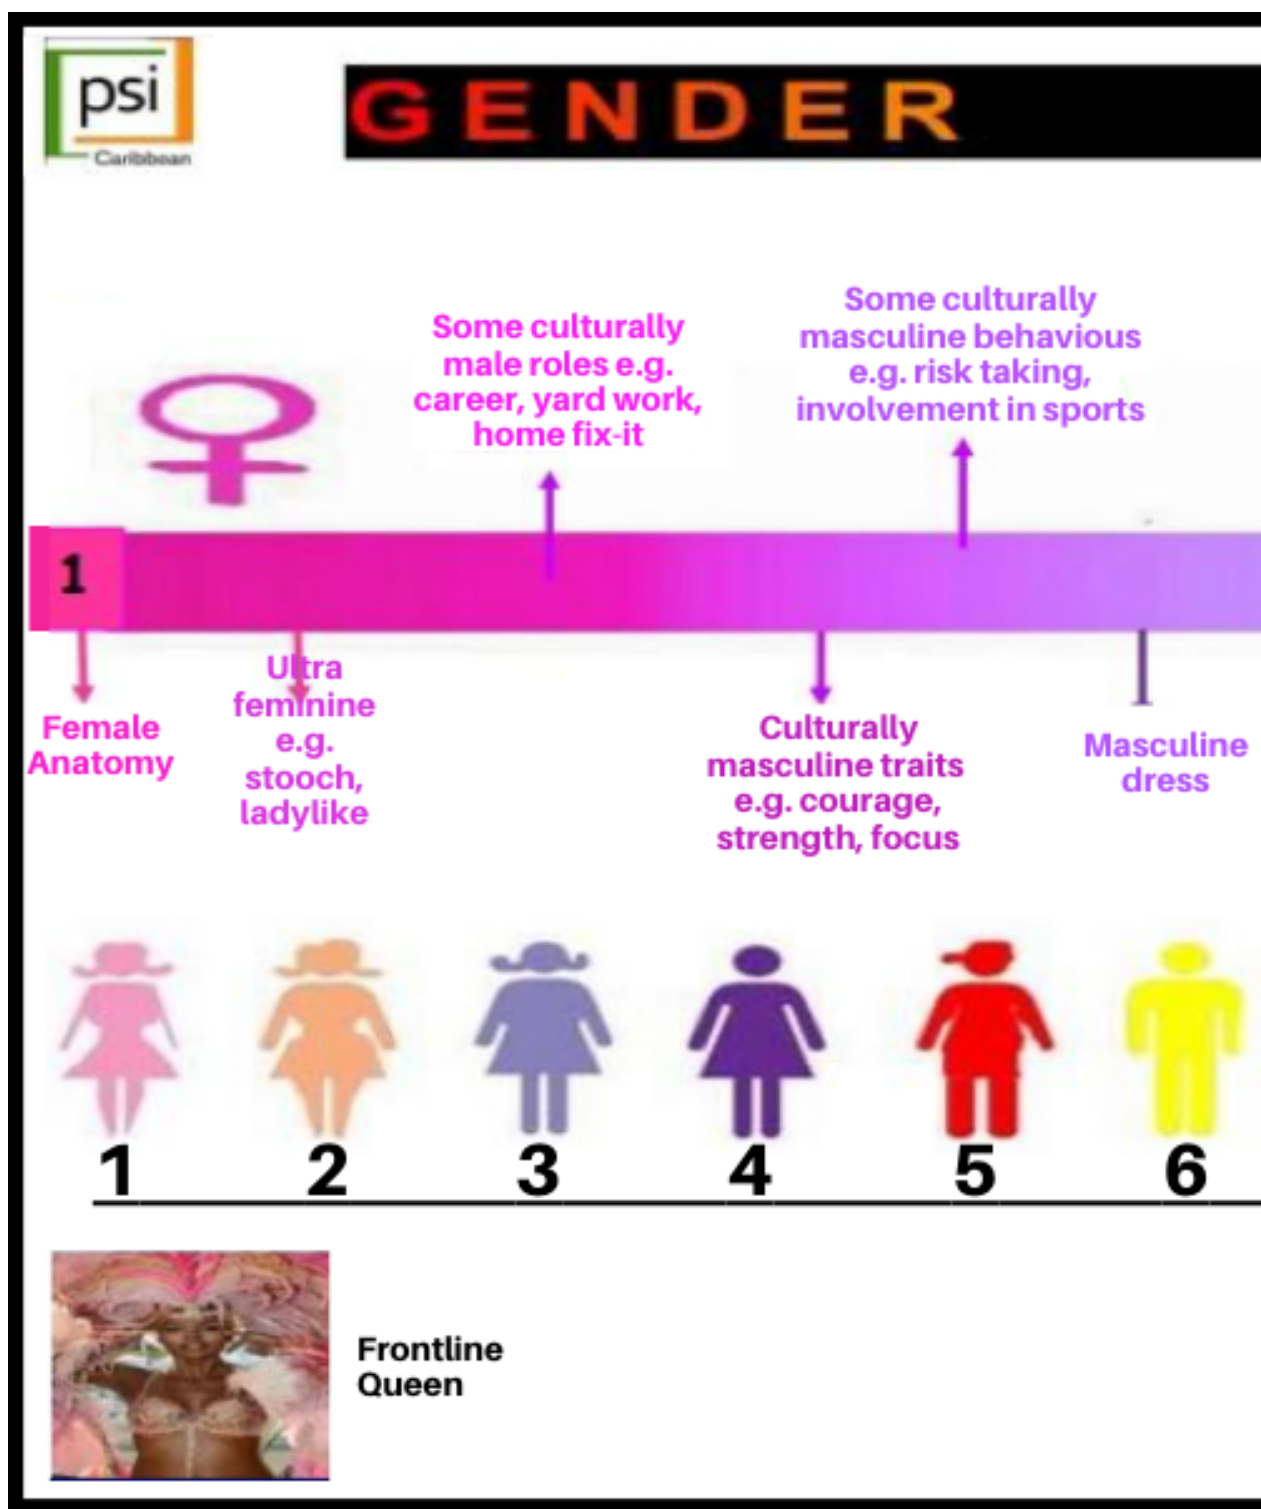 psi
Caribbean
GENDER
Some culturally
male roles e.g.
career, yard work,
home fix-it
Some culturally
masculine behavious
e.g. risk taking,
involvement in sports
1
Female
Anatomy
Ultra
feminine
e.g.
stooch,
ladylike
Culturally
masculine traits
e.g. courage,
strength, focus
Masculine
dress
1 2 3 4 5 6
Frontline
Queen